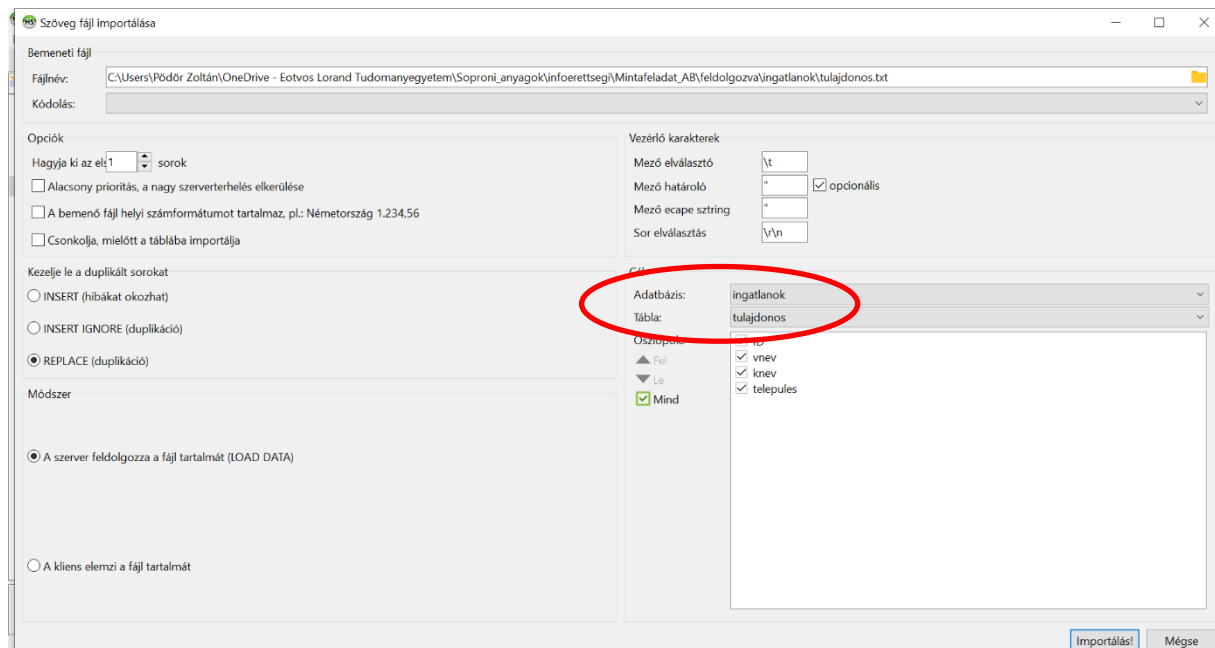 HS Szöveg fájl importálása
Bemeneti fájl
Fájlnév: C:\Users\Pödör Zoltán\OneDrive - Eotvos Lorand Tudomanyegyetem\Soproni_anyagok\infoerettsegi\Mintafeladat_AB\feldolgozva\ingatlanok\tulajdonos.txt
Kódolás:
Opciók
Hagyja ki az els 1 sorok
Alacsony prioritás, a nagy szerverterhelés elkerülése
A bemenő fájl helyi számformátumot tartalmaz, pl.: Németország 1.234,56
Csonkolja, mielőtt a táblába importálja
Vezérlő karakterek
Mező elválasztó \t
Mező határoló " opcionális
Mező ecape sztring "
Sor elválasztás \r\n
Kezelje le a duplikált sorokat
INSERT (hibákat okozhat)
INSERT IGNORE (duplikáció)
REPLACE (duplikáció)
Módszer
A szerver feldolgozza a fájl tartalmát (LOAD DATA)
A kliens elemzi a fájl tartalmát
Adatbázis: ingatlanok
Tábla: tulajdonos
Fel
Le
Mind
vnev
knev
telepules
Importálás! Mégse